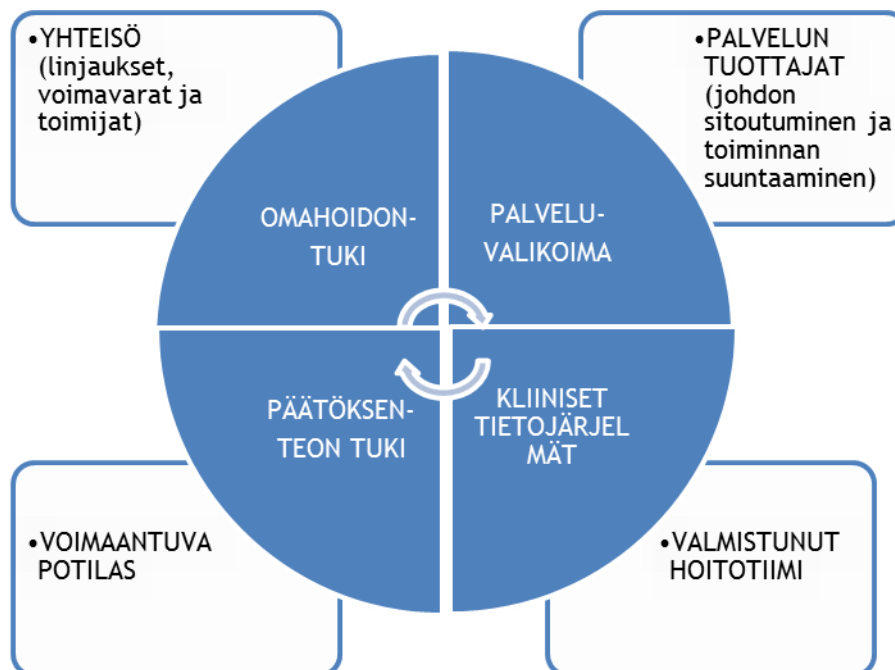 •YHTEISÖ
(linjaukset,
voimavarat ja
toimijat)
•PALVELUN
TUOTTAJAT
(johdon
sitoutuminen ja
toiminnan
suuntaaminen)
OMAHOIDON-
TUKI
PALVELU-
VALIKOIMA
PÄÄTÖKSEN-
TEON TUKI
KLIINISET
TIETOJÄRJEL
MÄT
•VOIMAANTUVA
POTILAS
•VALMISTUNUT
HOITOTIIMI